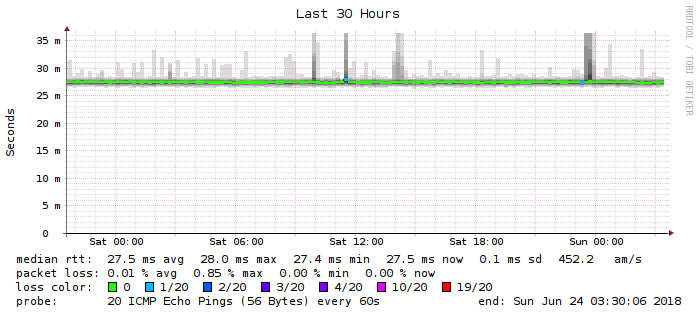 Last 30 Hours
RRDTOOL / TOBI OETIKER
Seconds
35 m
30 m
25 m
20 m
15 m
10 m
5 m
0
Sat 00:00 Sat 06:00 Sat 12:00 Sat 18:00 Sun 00:00
median rtt: 27.5 ms avg 28.0 ms max 27.4 ms min 27.5 ms now 0.1 ms sd 452.2 am/s
packet loss: 0.01 % avg 0.85 % max 0.00 % min 0.00 % now
loss color: 0 1/20 2/20 3/20 4/20 10/20 19/20
probe: 20 ICMP Echo Pings (56 Bytes) every 60s end: Sun Jun 24 03:30:06 2018